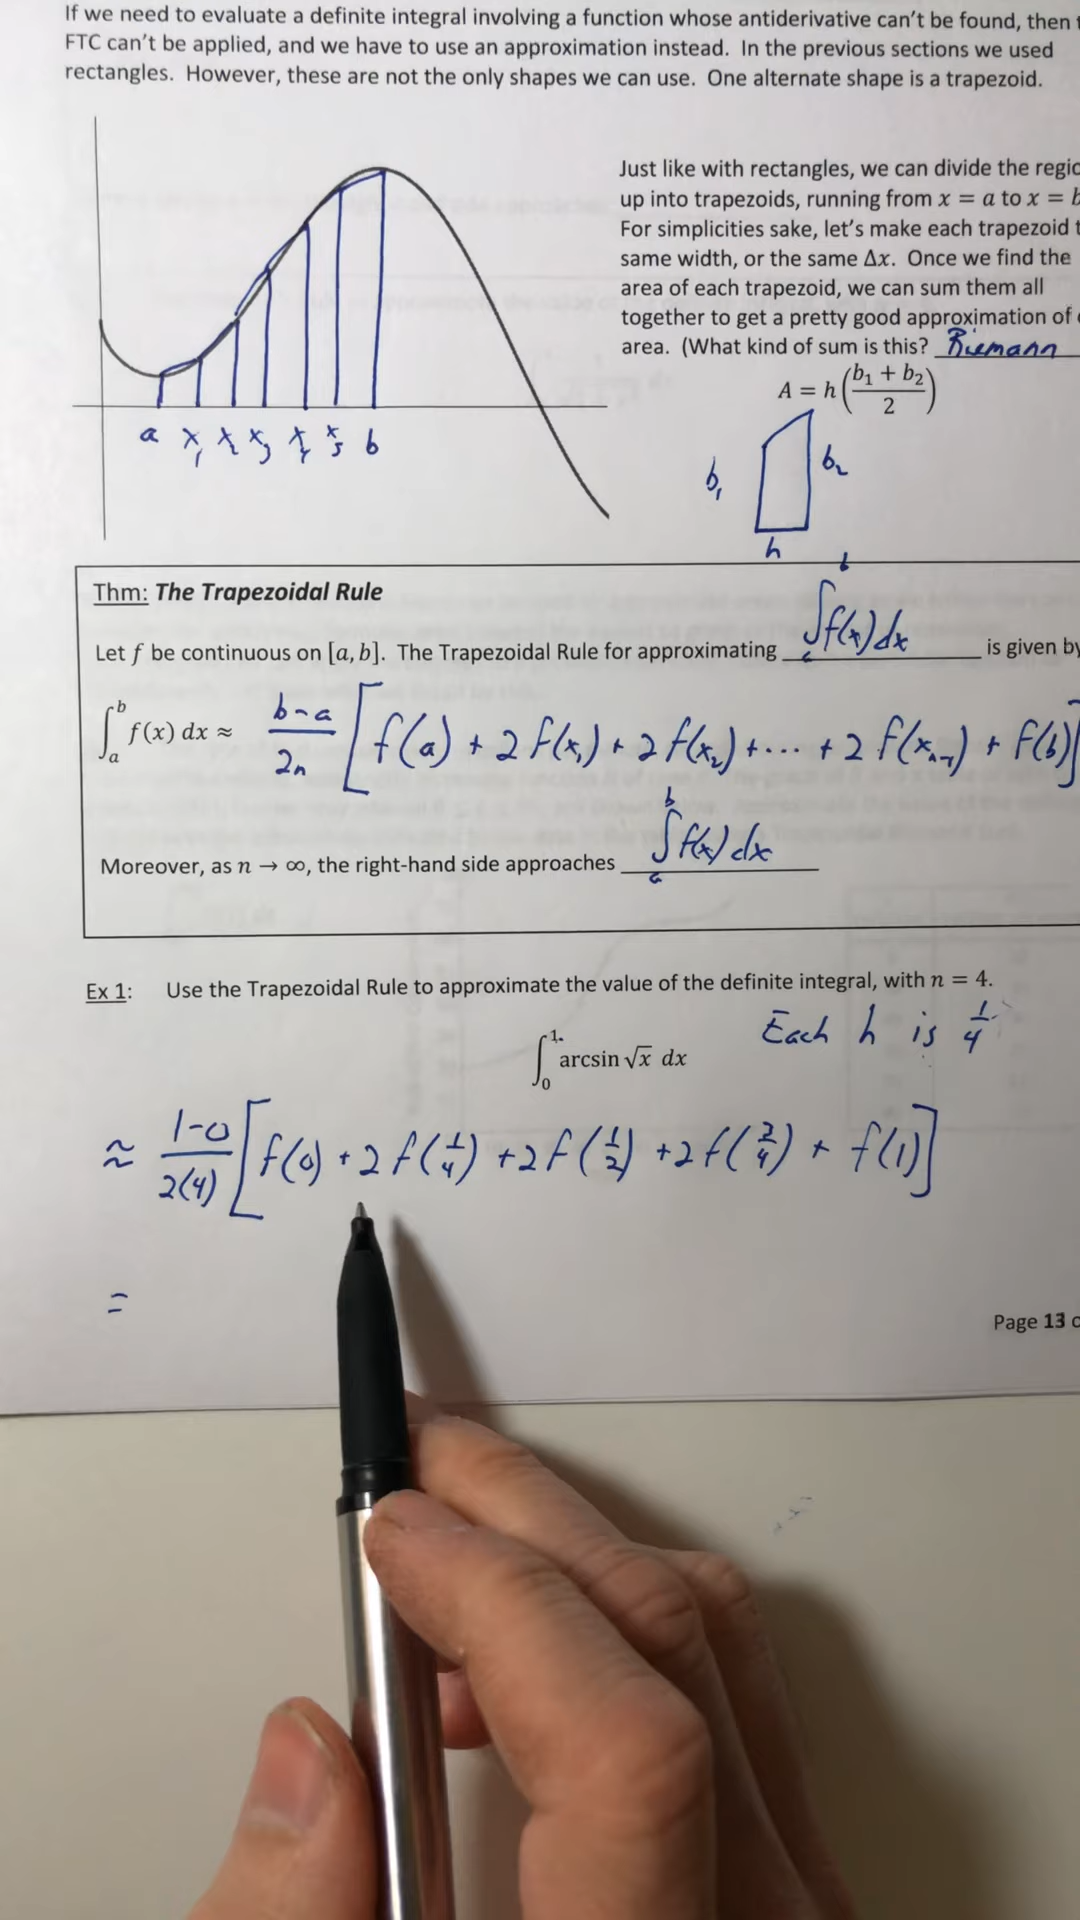 If we need to evaluate a definite integral involving a function whose antiderivative can't be found, then
FTC can't be applied, and we have to use an approximation instead. In the previous sections we used
rectangles. However, these are not the only shapes we can use. One alternate shape is a trapezoid.
Just like with rectangles, we can divide the regio
up into trapezoids, running from x = a to x = b
For simplicities sake, let's make each trapezoid t
same width, or the same Δx. Once we find the
area of each trapezoid, we can sum them all
together to get a pretty good approximation of
area. (What kind of sum is this? Riemann
A = h((b₁ + b₂)/2)
a x₁ x₂ x₃ x₄ x₅ b
b₁ b₂
h
Thm: The Trapezoidal Rule
Let f be continuous on [a, b]. The Trapezoidal Rule for approximating ∫ₐᵇ f(x) dx is given by
∫ₐᵇ f(x) dx ≈ (b-a)/2n [f(a) + 2f(x₁) + 2f(x₂) + ... + 2f(xₙ₋₁) + f(b)]
Moreover, as n → ∞, the right-hand side approaches ∫ₐᵇ f(x) dx
Ex 1: Use the Trapezoidal Rule to approximate the value of the definite integral, with n = 4.
∫₀¹ arcsin √x dx
Each h is 1/4
≈ (1-0)/2(4) [f(0) + 2f(1/4) + 2f(1/2) + 2f(3/4) + f(1)]
=
Page 13 o